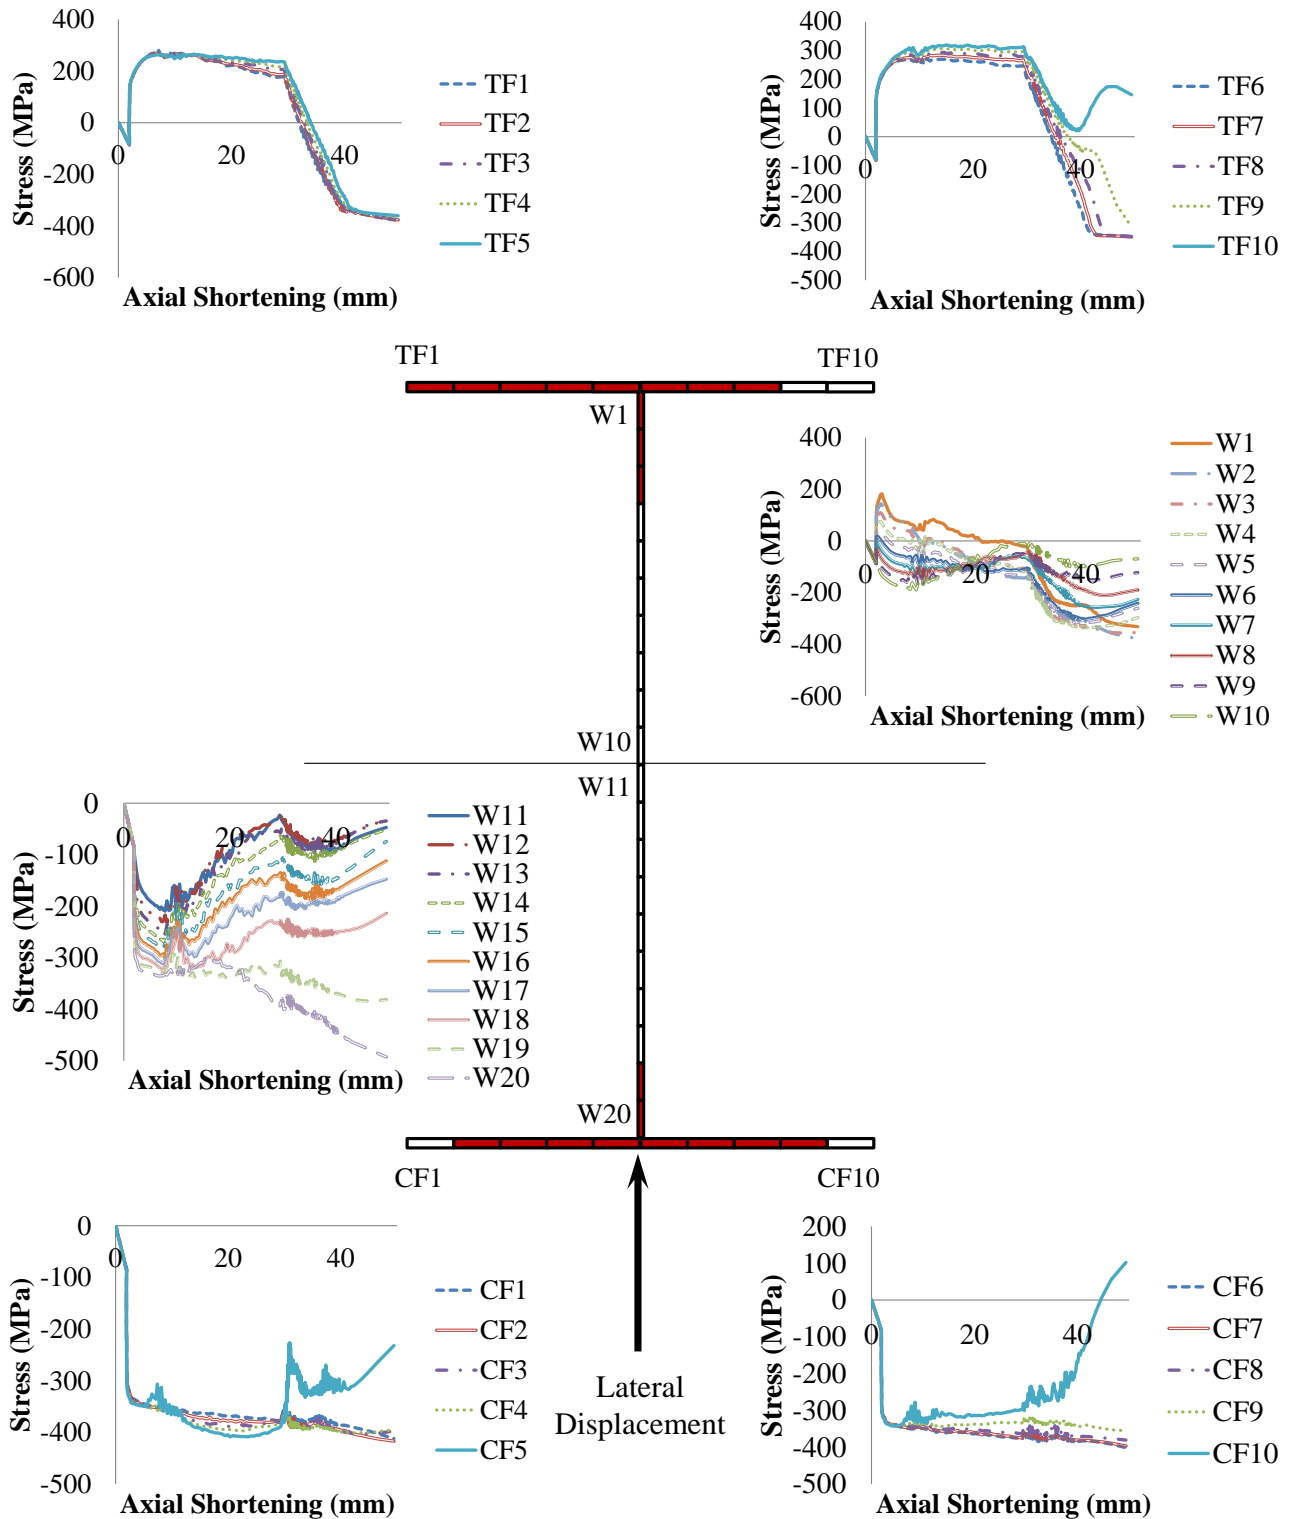 400
200
0
-200
-400
-600
0
20
40
Stress (MPa)
Axial Shortening (mm)
TF1
TF2
TF3
TF4
TF5
400
300
200
100
0
-100
-200
-300
-400
-500
0
20
40
Stress (MPa)
Axial Shortening (mm)
TF6
TF7
TF8
TF9
TF10
TF1
TF10
W1
W10
W11
W20
CF1
CF10
400
200
0
-200
-400
-600
0
20
40
Stress (MPa)
Axial Shortening (mm)
W1
W2
W3
W4
W5
W6
W7
W8
W9
W10
0
-100
-200
-300
-400
-500
0
20
40
Stress (MPa)
Axial Shortening (mm)
W11
W12
W13
W14
W15
W16
W17
W18
W19
W20
0
-100
-200
-300
-400
-500
0
20
40
Stress (MPa)
Axial Shortening (mm)
CF1
CF2
CF3
CF4
CF5
Lateral
Displacement
200
100
0
-100
-200
-300
-400
-500
0
20
40
Stress (MPa)
Axial Shortening (mm)
CF6
CF7
CF8
CF9
CF10